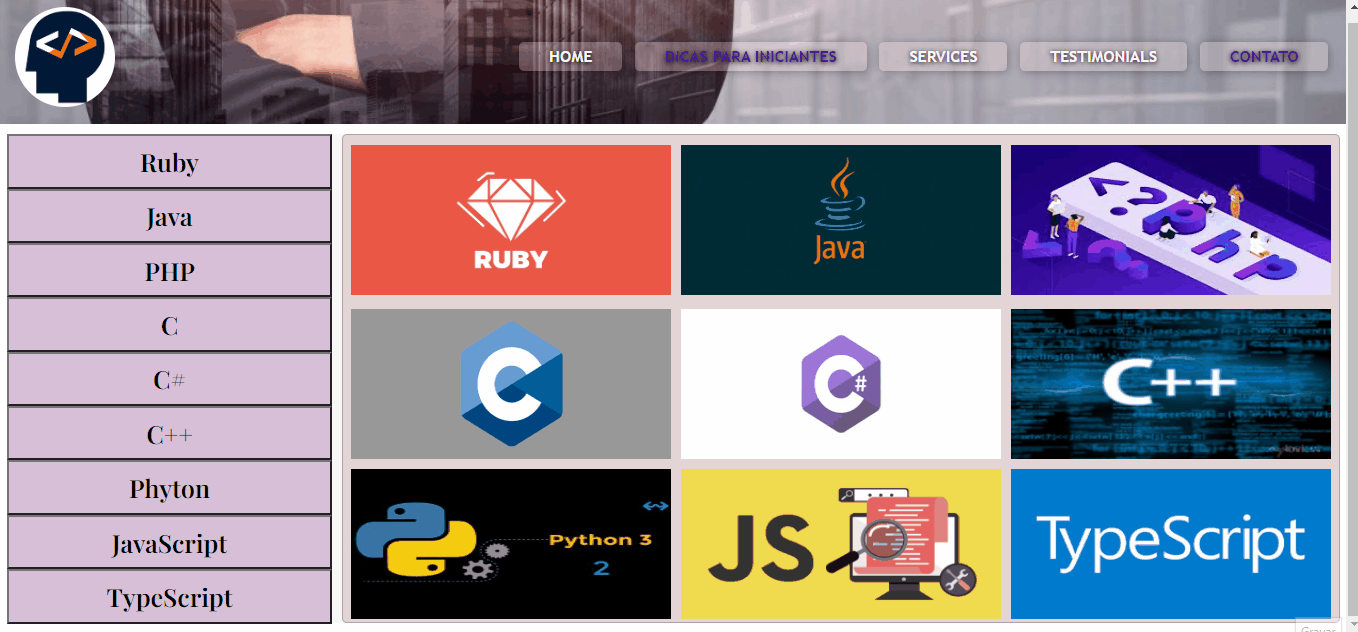 HOME
DICAS PARA INICIANTES
SERVICES
TESTIMONIALS
CONTATO
Ruby
Java
PHP
C
C#
C++
Phyton
JavaScript
TypeScript
RUBY
Java
<?php
C
C#
C++
Python 3
2
JS
TypeScript
Gravar